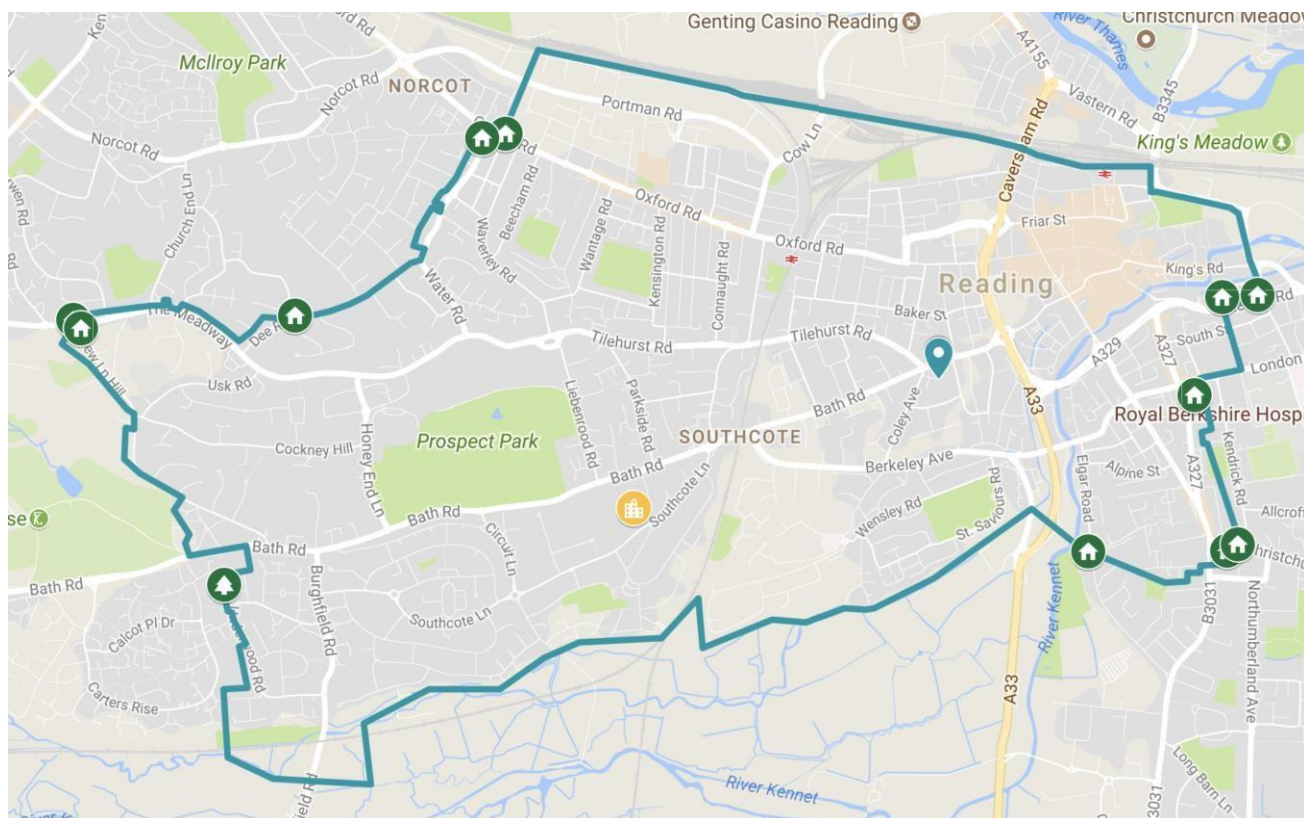 Genting Casino Reading
River Thames
Christchurch Meadow
McIlroy Park
NORCOT
A4155
Vastern Rd
B3345
Portman Rd
Norcot Rd
Norcot Rd
Cow Ln
Caversham Rd
King's Meadow
Church End Ln
Beecham Rd
Waverley Rd
Wantage Rd
Oxford Rd
Kensington Rd
Connaught Rd
Oxford Rd
Friar St
King's Rd
Reading
Water Rd
The Meadway
Dee R
Baker St
South S
Tilehurst Rd
Tilehurst Rd
A329
A327
London
Usk Rd
Liebenrood Rd
Parkside Rd
Bath Rd
Coley Ave
A33
Royal Berkshire Hosp
Cockney Hill
Honey End Ln
Prospect Park
SOUTHCOTE
Bath Rd
Southcote Ln
Berkeley Ave
Elgar Road
Alpine St
A327
Kendrick Rd
Wensley Rd
St. Saviours Rd
Allcroft
Bath Rd
Circuit Ln
Bath Rd
Bath Rd
Burghfield Rd
Southcote Ln
Calcot Pl Dr
Carters Rise
River Kennet
B3031
Northumberland Ave
A33
Long Barn Ln
River Kennet
3031